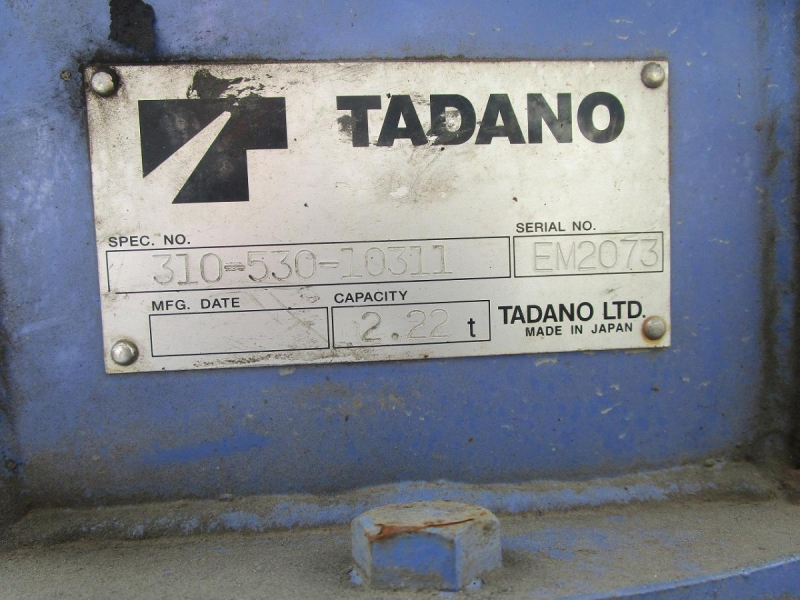 TADANO
SPEC. NO.
310-530-10311
SERIAL NO.
EM2073
MFG. DATE
CAPACITY
2.22 t
TADANO LTD.
MADE IN JAPAN